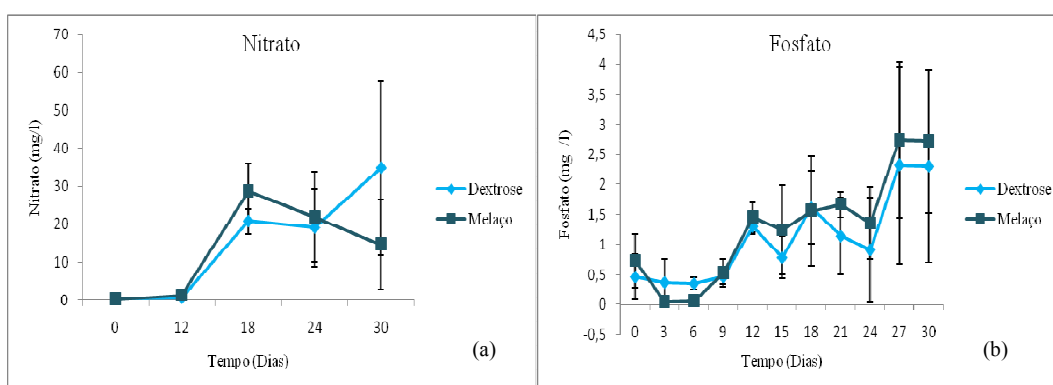 Nitrato
Nitrato (mg/l)
70
60
50
40
30
20
10
0
0 12 18 24 30
Tempo (Dias)
Dextrose
Melaço
(a)
Fosfato
Fosfato (mg /l)
4,5
4
3,5
3
2,5
2
1,5
1
0,5
0
-0,5
0 3 6 9 12 15 18 21 24 27 30
Tempo (Dias)
Dextrose
Melaço
(b)